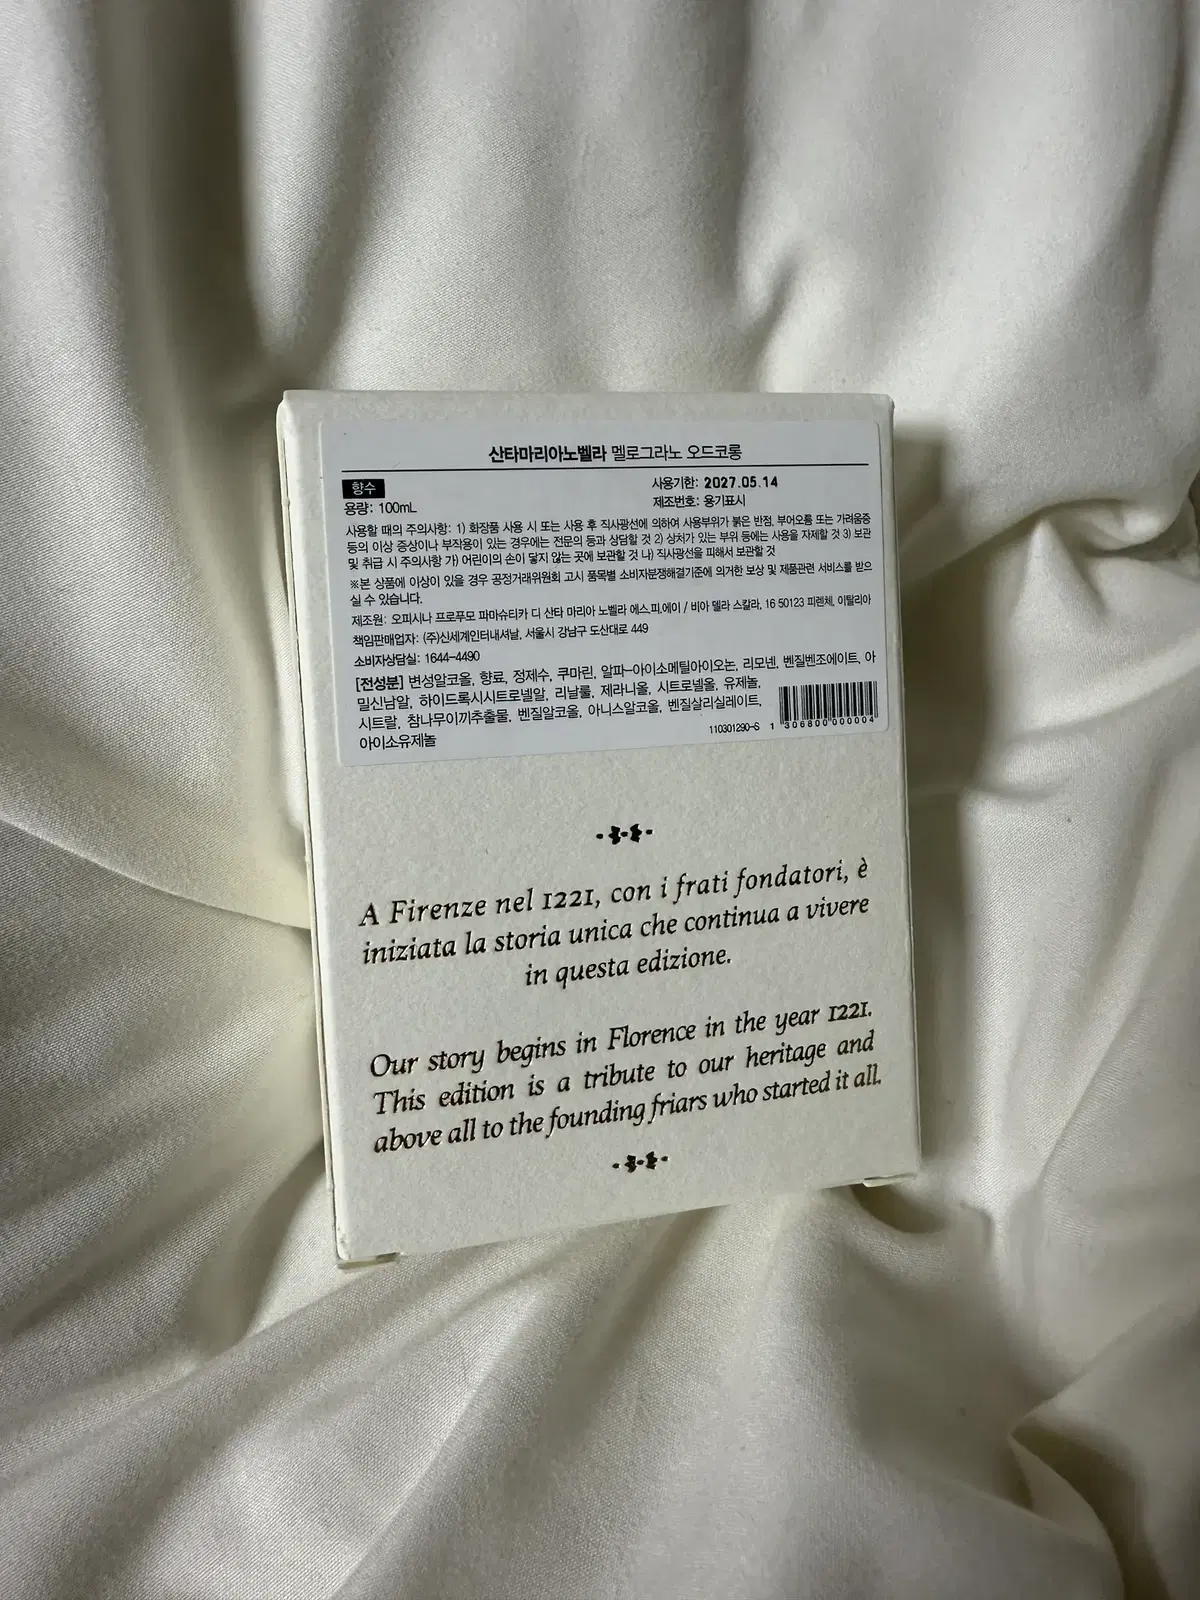 산타마리아노벨라 멜로그라노 오드코롱
향수
사용기한: 2027.05.14
용량: 100mL
제조번호: 용기표시
사용할 때의 주의사항: 1) 화장품 사용 시 또는 사용 후 직사광선에 의하여 사용부위가 붉은 반점, 부어오름 또는 가려움증
등의 이상 증상이나 부작용이 있는 경우에는 전문의 등과 상담할 것 2) 상처가 있는 부위 등에는 사용을 자제할 것 3) 보관
및 취급 시 주의사항 가) 어린이의 손이 닿지 않는 곳에 보관할 것 나) 직사광선을 피해서 보관할 것
※본 상품에 이상이 있을 경우 공정거래위원회 고시 품목별 소비자분쟁해결기준에 의거한 보상 및 제품관련 서비스를 받으
실 수 있습니다.
제조원: 오피시나 프로푸모 파마슈티카 디 산타 마리아 노벨라 에스.피.에이 / 비아 델라 스칼라, 16 50123 피렌체, 이탈리아
책임판매업자: (주)신세계인터내셔날, 서울시 강남구 도산대로 449
소비자상담실: 1644-4490
[전성분] 변성알코올, 향료, 정제수, 쿠마린, 알파-아이소메틸아이오논, 리모넨, 벤질벤조에이트, 아
밀신남알, 하이드록시시트로넬알, 리날룰, 제라니올, 시트로넬올, 유제놀,
시트랄, 참나무이끼추출물, 벤질알코올, 아니스알코올, 벤질살리실레이트,
아이소유제놀
110301290-S 1 306800 000004
A Firenze nel 1221, con i frati fondatori, è
iniziata la storia unica che continua a vivere
in questa edizione.
Our story begins in Florence in the year 1221.
This edition is a tribute to our heritage and
above all to the founding friars who started it all.